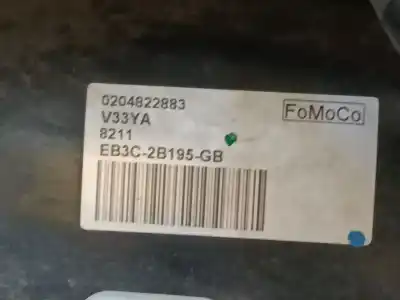 0204822883
FoMoCo
V33YA
8211
EB3C-2B195-GB